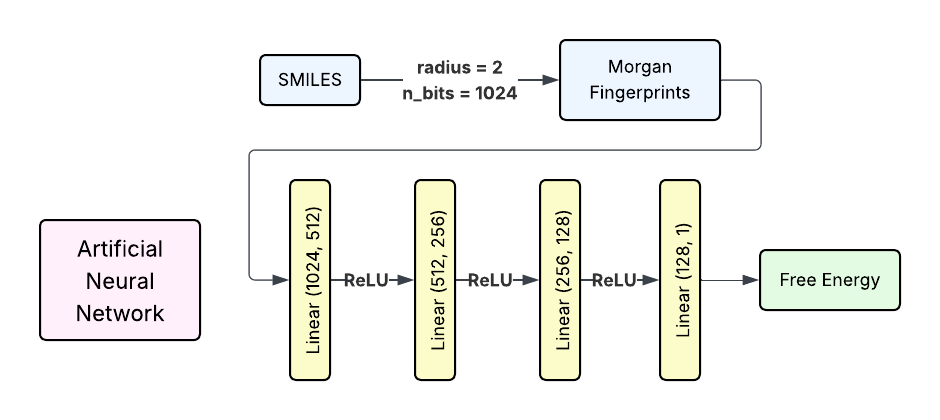 SMILES
radius = 2
n_bits = 1024
Morgan
Fingerprints
Artificial
Neural
Network
Linear (1024, 512)
ReLU
Linear (512, 256)
ReLU
Linear (256, 128)
ReLU
Linear (128, 1)
Free Energy